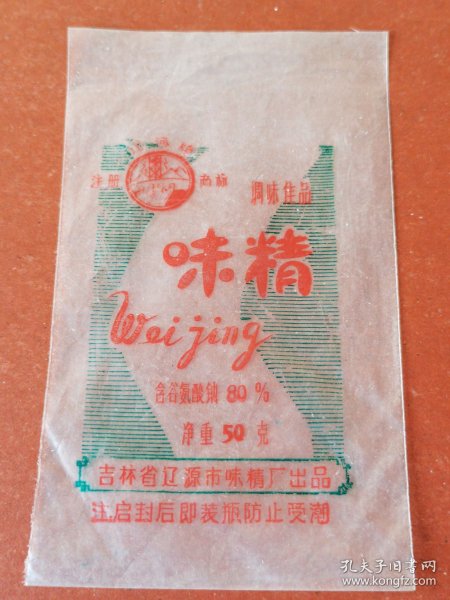 注册 商标
调味佳品
味精
Weijing
含谷氨酸钠 80 %
净重 50 克
吉林省辽源市味精厂出品
注启封后即装瓶防止受潮
孔夫子旧书网
www.kongfz.com